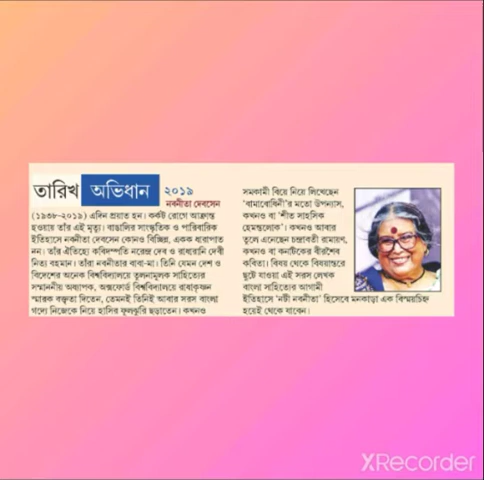 তারিখ অভিধান ২০১৯
নবনীতা দেবসেন
(১৯৩৮-২০১৯) এদিন প্রয়াত হন। কর্কট রোগে আক্রান্ত
হওয়ায় তাঁর এই মৃত্যু। বাঙালির সাংস্কৃতিক ও পারিবারিক
ইতিহাসে নবনীতা দেবসেন কোনও বিচ্ছিন্ন, একক ধারাপাত
নন। তাঁর ঐতিহ্যে কবিদম্পতি নরেন্দ্র দেব ও রাধারানি দেবী
নিত্য বহমান। তাঁরা নবনীতার বাবা-মা। তিনি যেমন দেশ ও
বিদেশের অনেক বিশ্ববিদ্যালয়ে তুলনামূলক সাহিত্যের
সম্মাননীয় অধ্যাপক, অক্সফোর্ড বিশ্ববিদ্যালয়ে রাধাকৃষ্ণন
স্মারক বক্তৃতা দিতেন, তেমনই তিনিই আবার সরস বাংলা
গদ্যে নিজেকে নিয়ে হাসির ফুলঝুরি ছড়াতেন। কখনও
সমকামী বিয়ে নিয়ে লিখেছেন
'বামাবোধিনী'র মতো উপন্যাস,
কখনও বা 'শীত সাহসিক
হেমন্তলোক'। কখনও আবার
তুলে এনেছেন চন্দ্রাবতী রামায়ণ,
কখনও বা কর্নাটকের বীরশৈব
কবিতা। বিষয় থেকে বিষয়ান্তরে
ছুটে যাওয়া এই সরস লেখক
বাংলা সাহিত্যের আগামী
ইতিহাসে 'নটী নবনীতা' হিসেবে মনকাড়া এক বিস্ময়চিহ্ন
হয়েই থেকে যাবেন।
XRecorder